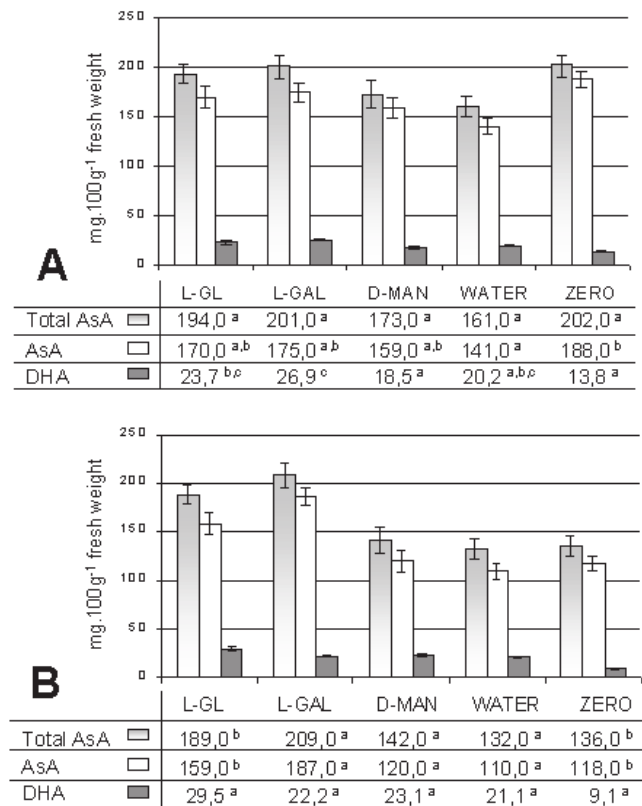 250
200
150
100
50
0
mg.100g⁻¹ fresh weight
A
L-GL L-GAL D-MAN WATER ZERO
Total AsA 194,0 ᵃ 201,0 ᵃ 173,0 ᵃ 161,0 ᵃ 202,0 ᵃ
AsA 170,0 ᵃ,ᵇ 175,0 ᵃ,ᵇ 159,0 ᵃ,ᵇ 141,0 ᵃ 188,0 ᵇ
DHA 23,7 ᵇ,ᶜ 26,9 ᶜ 18,5 ᵃ 20,2 ᵃ,ᵇ,ᶜ 13,8 ᵃ
250
200
150
100
50
0
mg.100g⁻¹ fresh weight
B
L-GL L-GAL D-MAN WATER ZERO
Total AsA 189,0 ᵇ 209,0 ᵃ 142,0 ᵃ 132,0 ᵃ 136,0 ᵇ
AsA 159,0 ᵇ 187,0 ᵃ 120,0 ᵃ 110,0 ᵃ 118,0 ᵇ
DHA 29,5 ᵃ 22,2 ᵃ 23,1 ᵃ 21,1 ᵃ 9,1 ᵃ